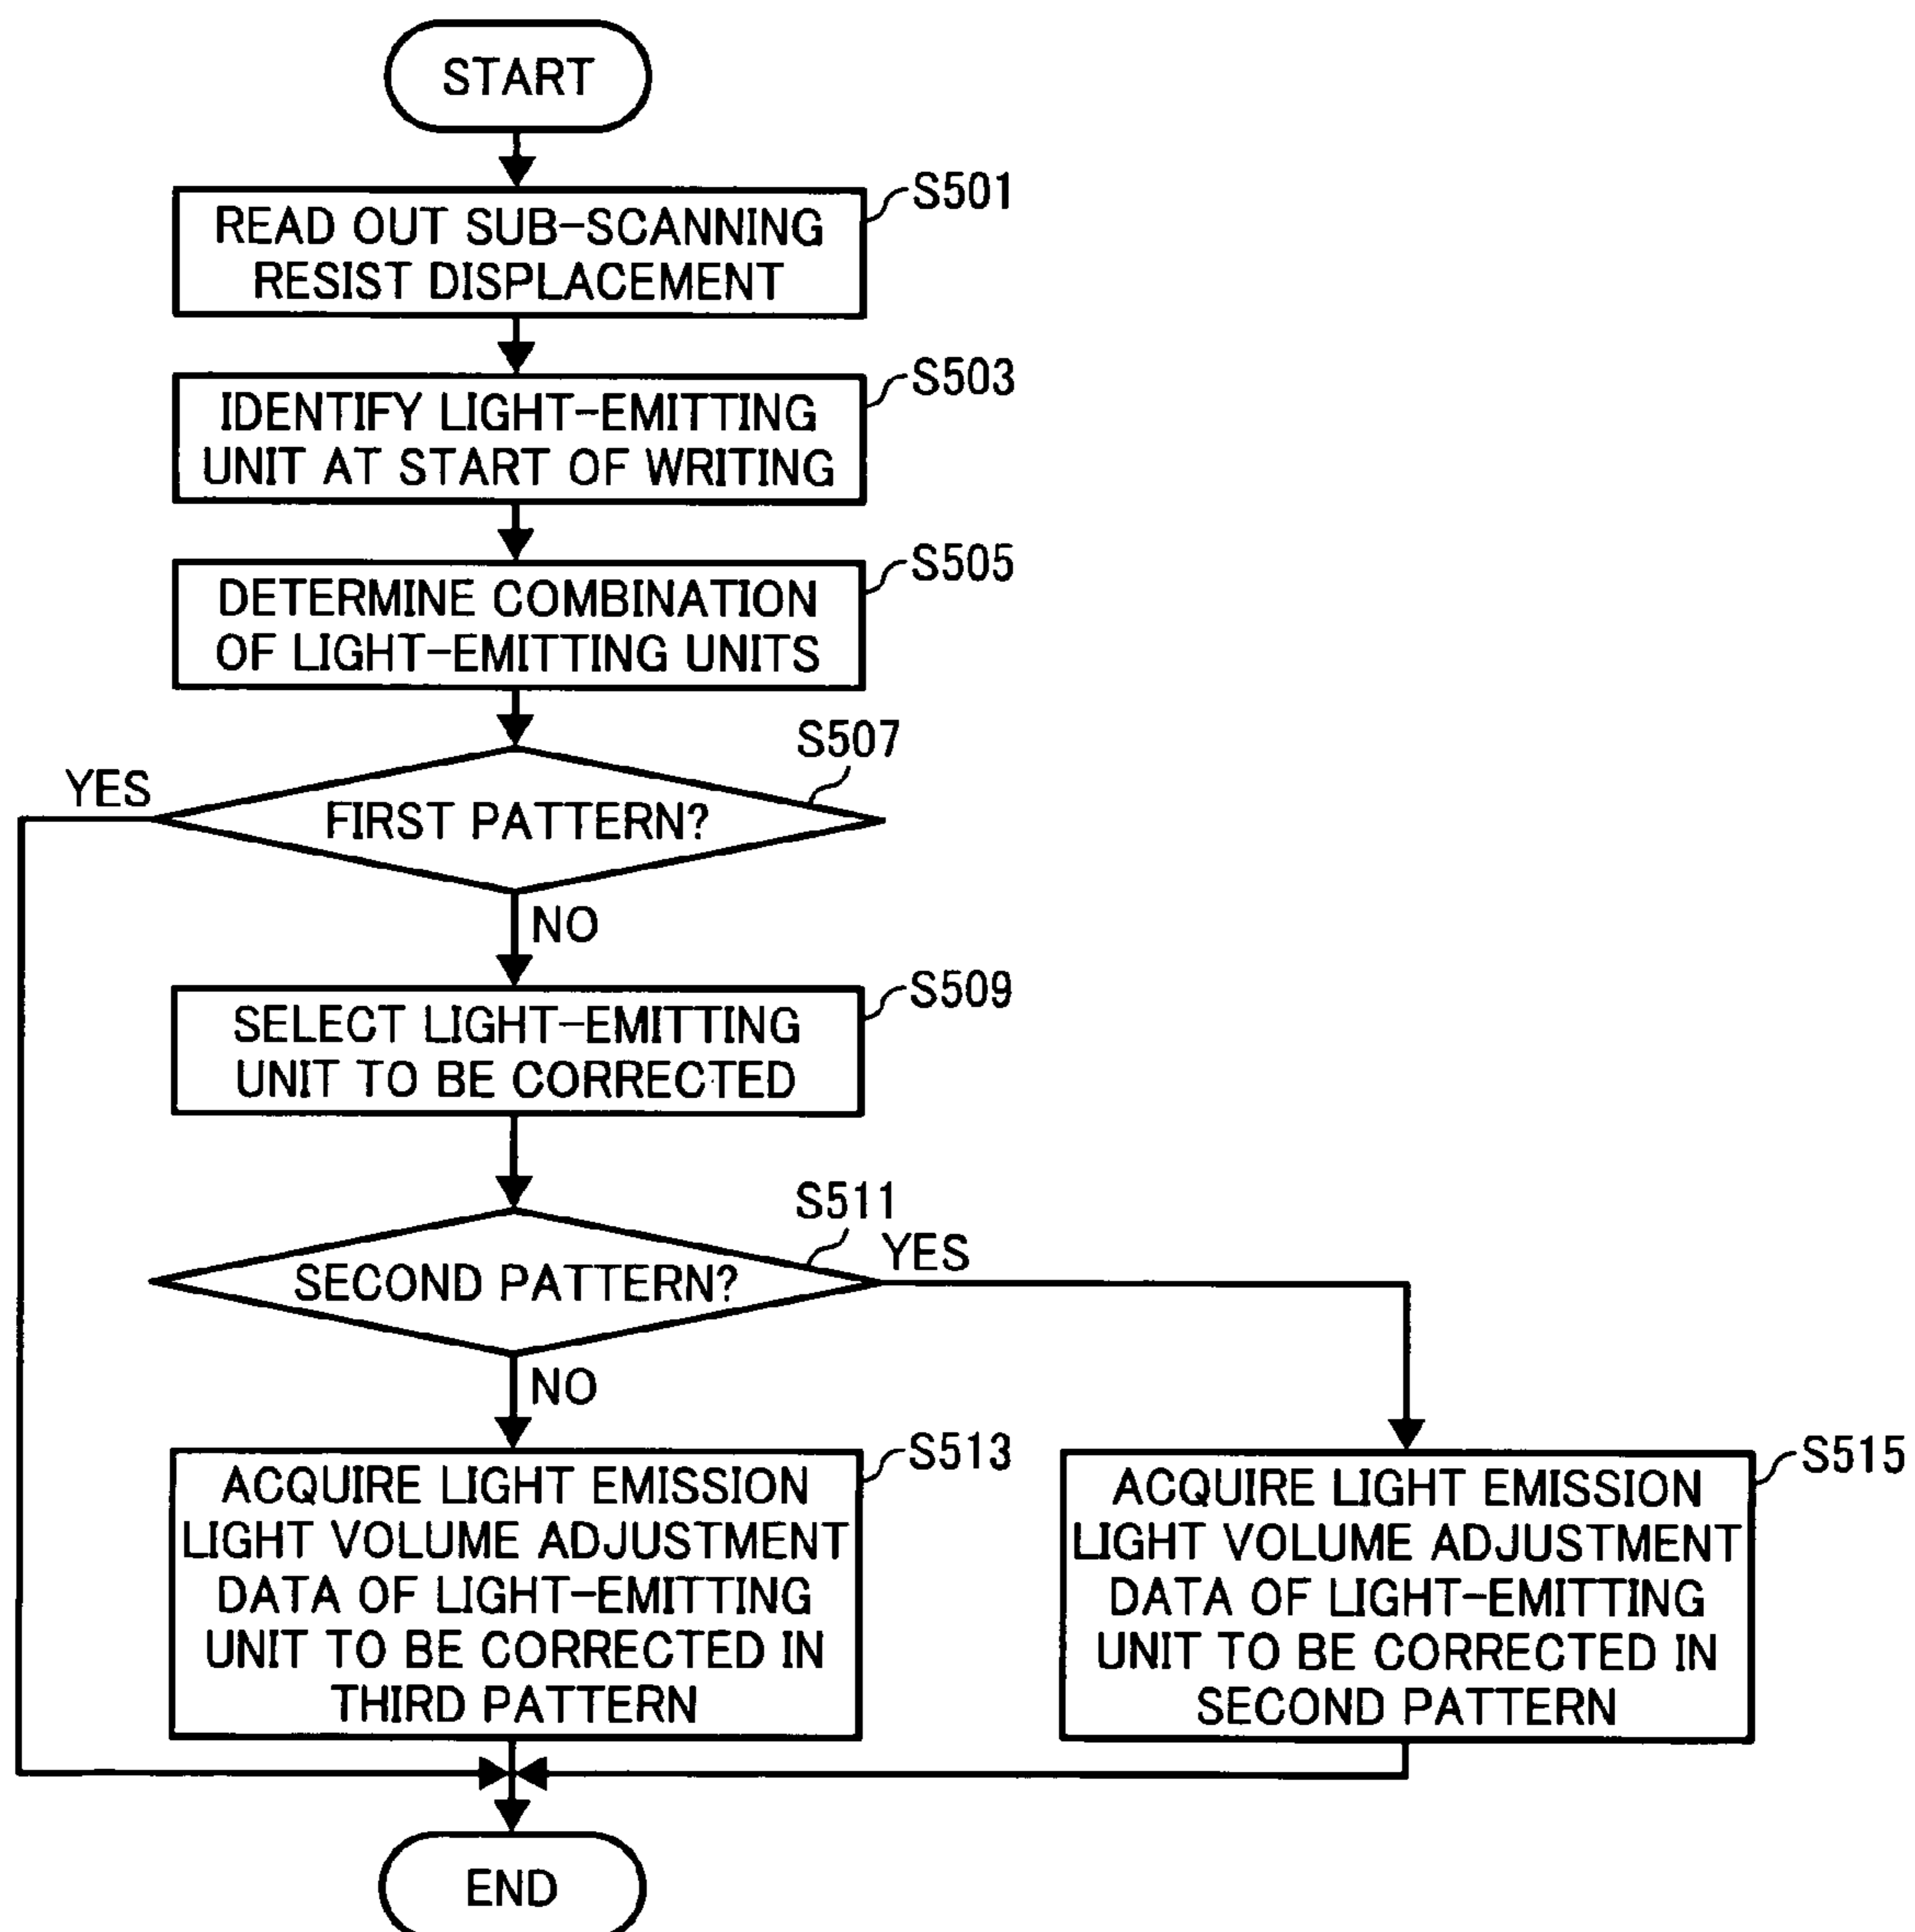 START
S501
READ OUT SUB-SCANNING
RESIST DISPLACEMENT
S503
IDENTIFY LIGHT-EMITTING
UNIT AT START OF WRITING
S505
DETERMINE COMBINATION
OF LIGHT-EMITTING UNITS
S507
YES
FIRST PATTERN?
NO
S509
SELECT LIGHT-EMITTING
UNIT TO BE CORRECTED
S511
YES
SECOND PATTERN?
NO
S513
ACQUIRE LIGHT EMISSION
LIGHT VOLUME ADJUSTMENT
DATA OF LIGHT-EMITTING
UNIT TO BE CORRECTED IN
THIRD PATTERN
S515
ACQUIRE LIGHT EMISSION
LIGHT VOLUME ADJUSTMENT
DATA OF LIGHT-EMITTING
UNIT TO BE CORRECTED IN
SECOND PATTERN
END